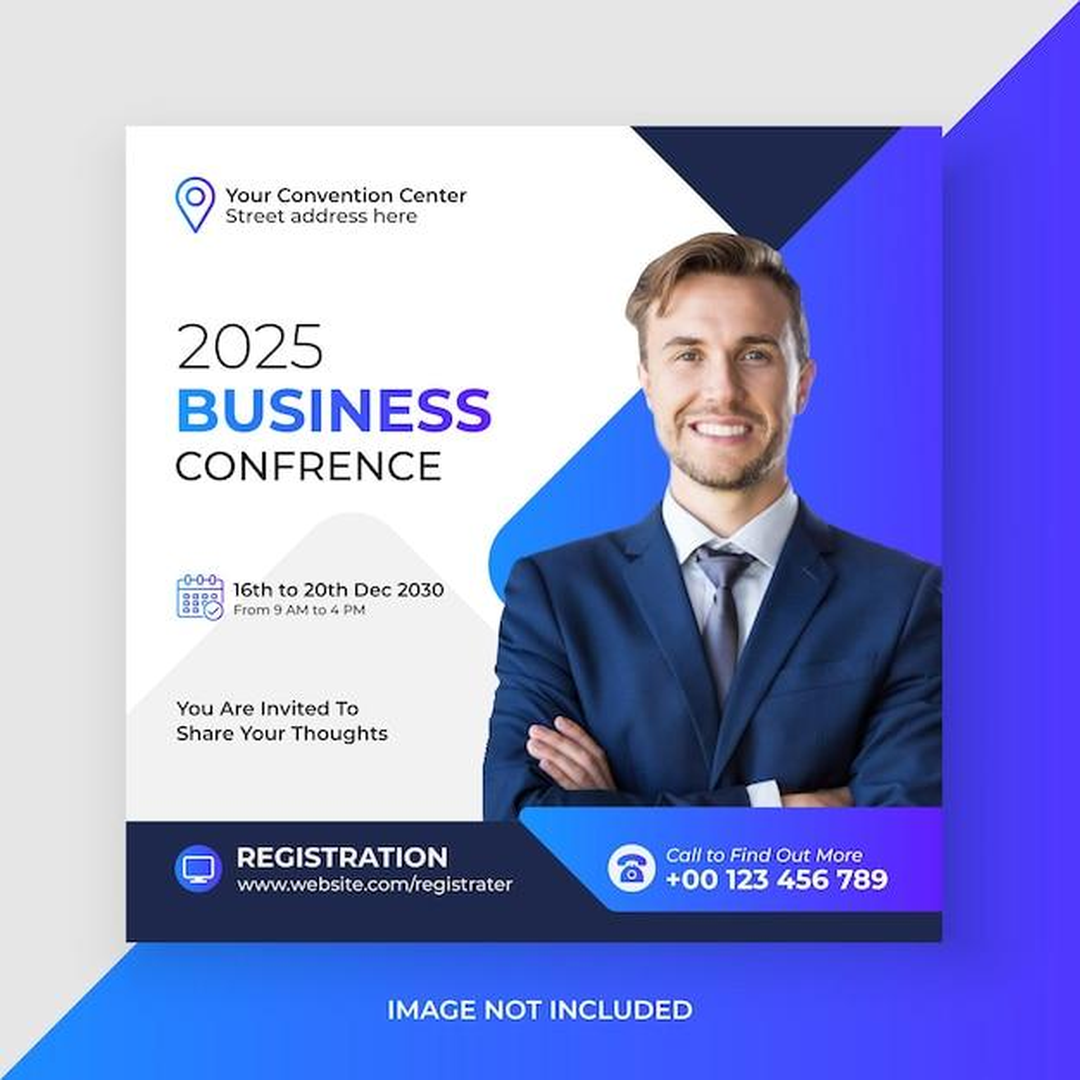 Your Convention Center
Street address here
2025
BUSINESS
CONFRENCE
16th to 20th Dec 2030
From 9 AM to 4 PM
You Are Invited To
Share Your Thoughts
REGISTRATION
www.website.com/registrater
Call to Find Out More
+00 123 456 789
IMAGE NOT INCLUDED